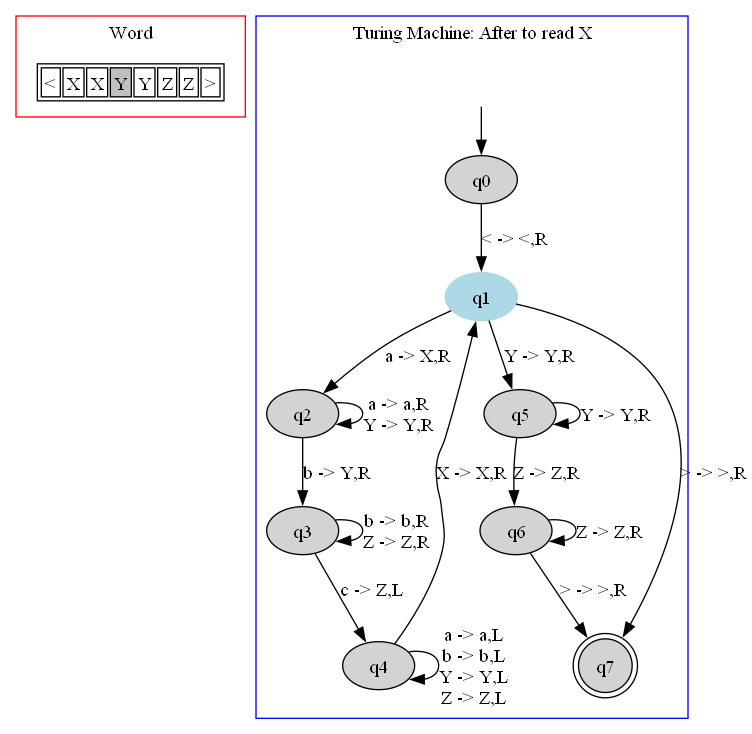 Word
< X X Y Y Z Z >
Turing Machine: After to read X
q0
< -> <,R
q1
a -> X,R
Y -> Y,R
q2
a -> a,R
Y -> Y,R
q5
Y -> Y,R
b -> Y,R
X -> X,R
Z -> Z,R
> -> >,R
q3
b -> b,R
Z -> Z,R
q6
Z -> Z,R
c -> Z,L
> -> >,R
q4
a -> a,L
b -> b,L
Y -> Y,L
Z -> Z,L
q7